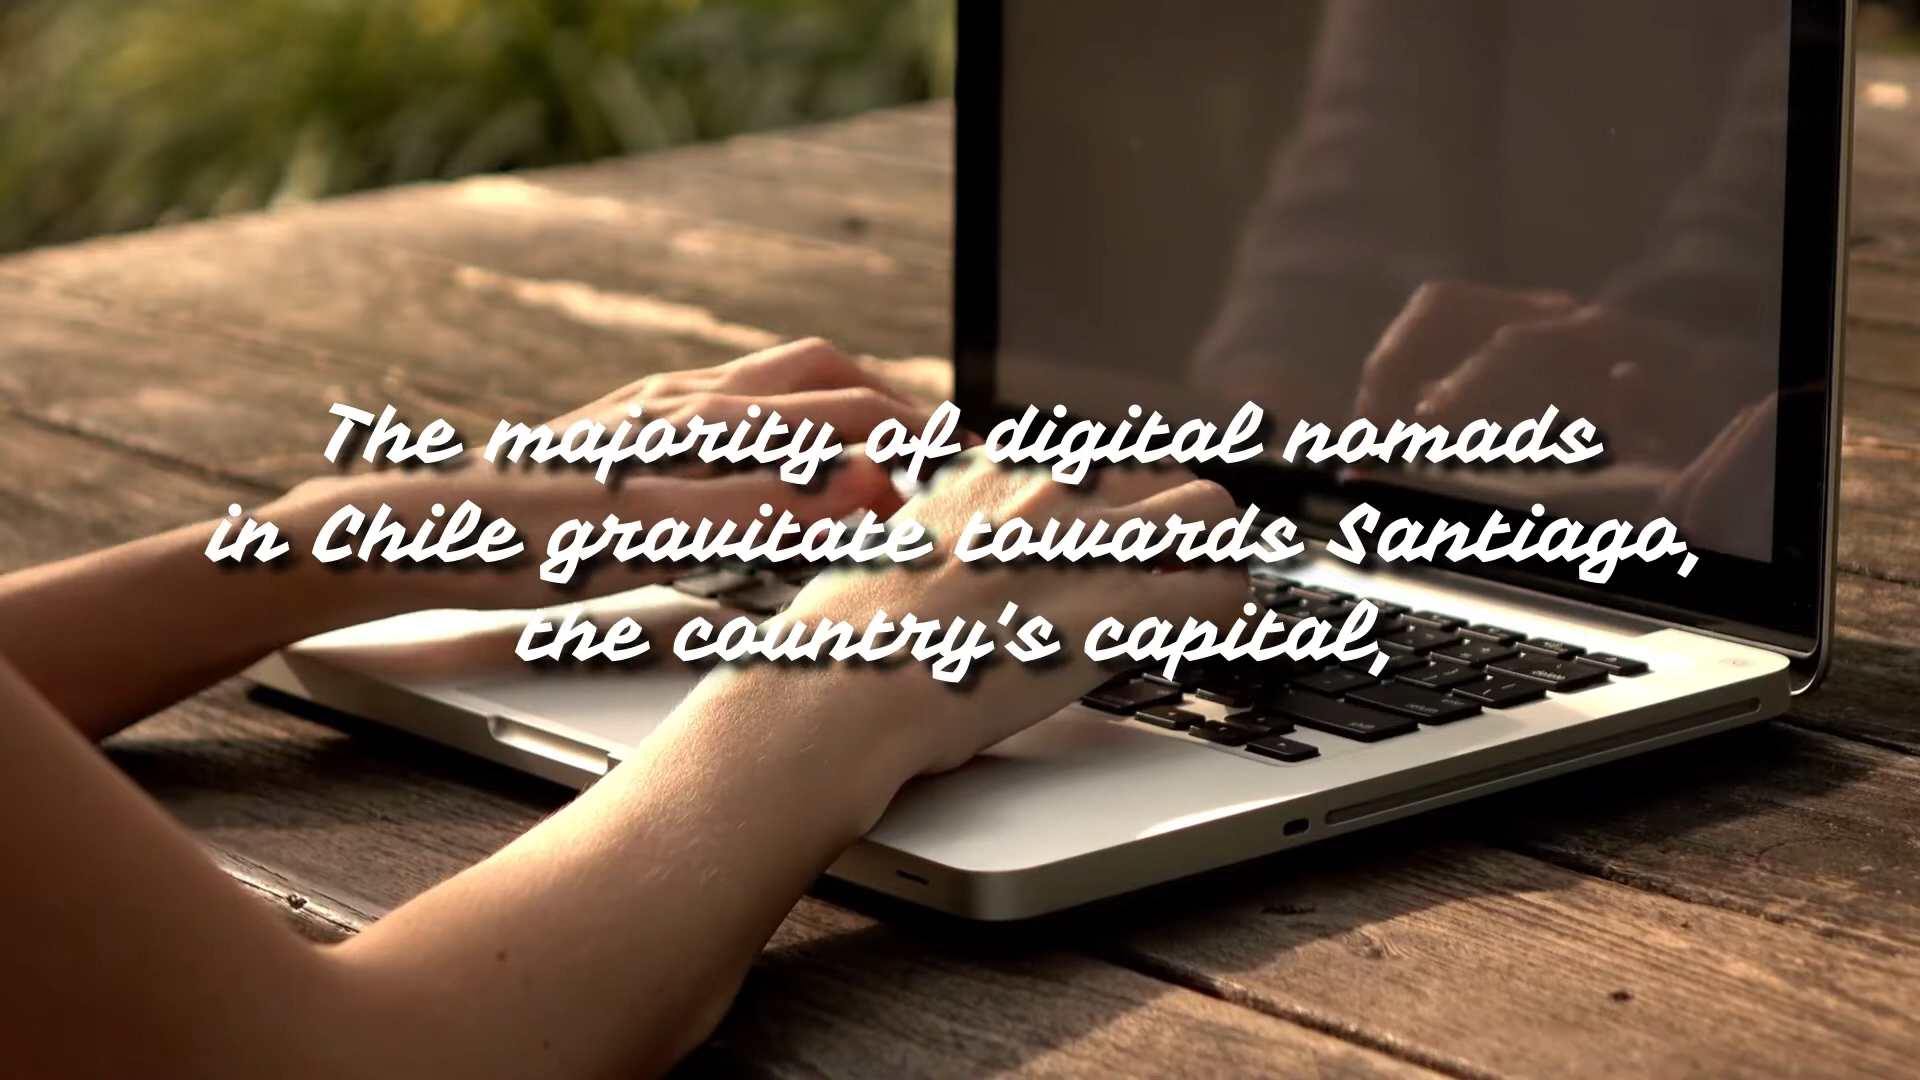 The majority of digital nomads
in Chile gravitate towards Santiago,
the country's capital,